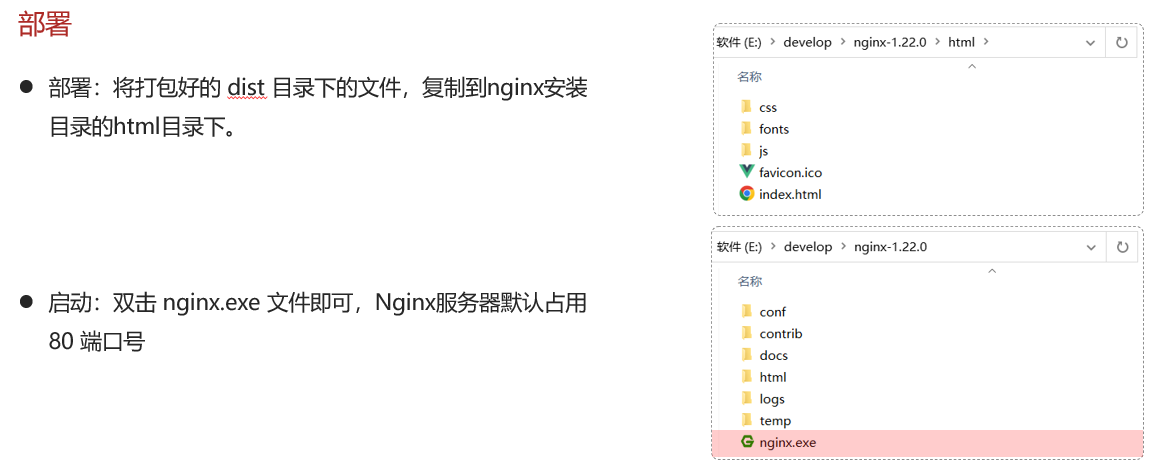 部署
● 部署：将打包好的 dist 目录下的文件，复制到nginx安装
目录的html目录下。
● 启动：双击 nginx.exe 文件即可，Nginx服务器默认占用
80 端口号
软件 (E:) > develop > nginx-1.22.0 > html >
名称
css
fonts
js
favicon.ico
index.html
软件 (E:) > develop > nginx-1.22.0
名称
conf
contrib
docs
html
logs
temp
nginx.exe